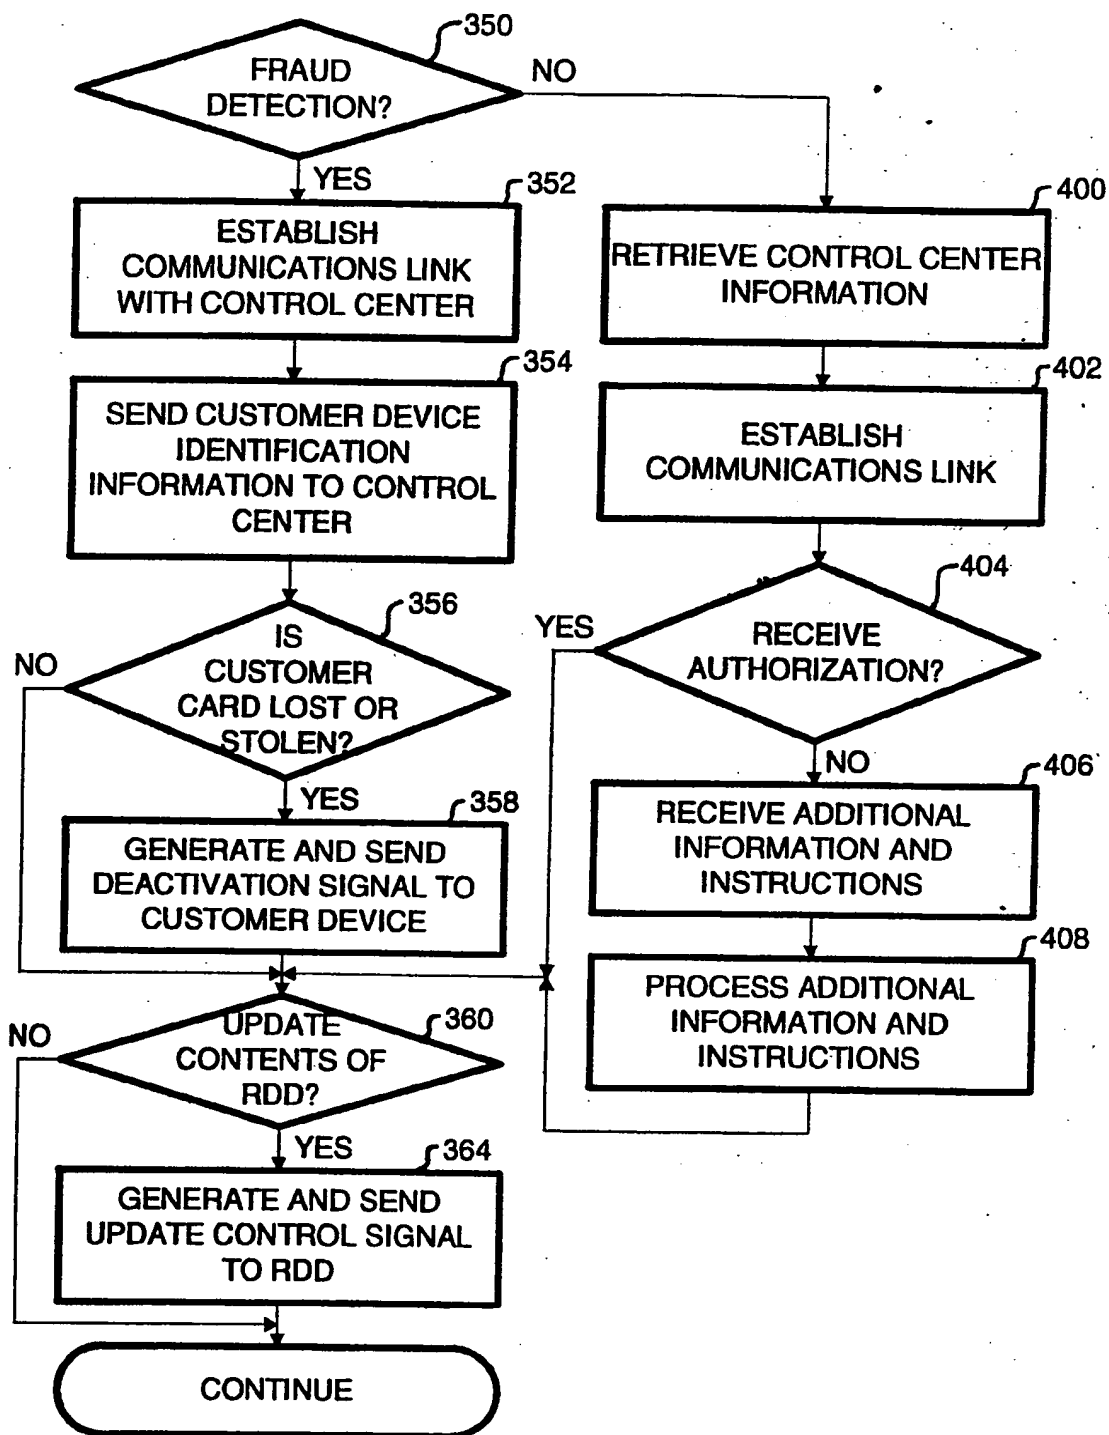 350
FRAUD
DETECTION?
NO
YES
352
ESTABLISH
COMMUNICATIONS LINK
WITH CONTROL CENTER
354
SEND CUSTOMER DEVICE
IDENTIFICATION
INFORMATION TO CONTROL
CENTER
356
IS
CUSTOMER
CARD LOST OR
STOLEN?
NO
YES
358
GENERATE AND SEND
DEACTIVATION SIGNAL TO
CUSTOMER DEVICE
360
UPDATE
CONTENTS OF
RDD?
NO
YES
364
GENERATE AND SEND
UPDATE CONTROL SIGNAL
TO RDD
CONTINUE
400
RETRIEVE CONTROL CENTER
INFORMATION
402
ESTABLISH
COMMUNICATIONS LINK
404
RECEIVE
AUTHORIZATION?
YES
NO
406
RECEIVE ADDITIONAL
INFORMATION AND
INSTRUCTIONS
408
PROCESS ADDITIONAL
INFORMATION AND
INSTRUCTIONS